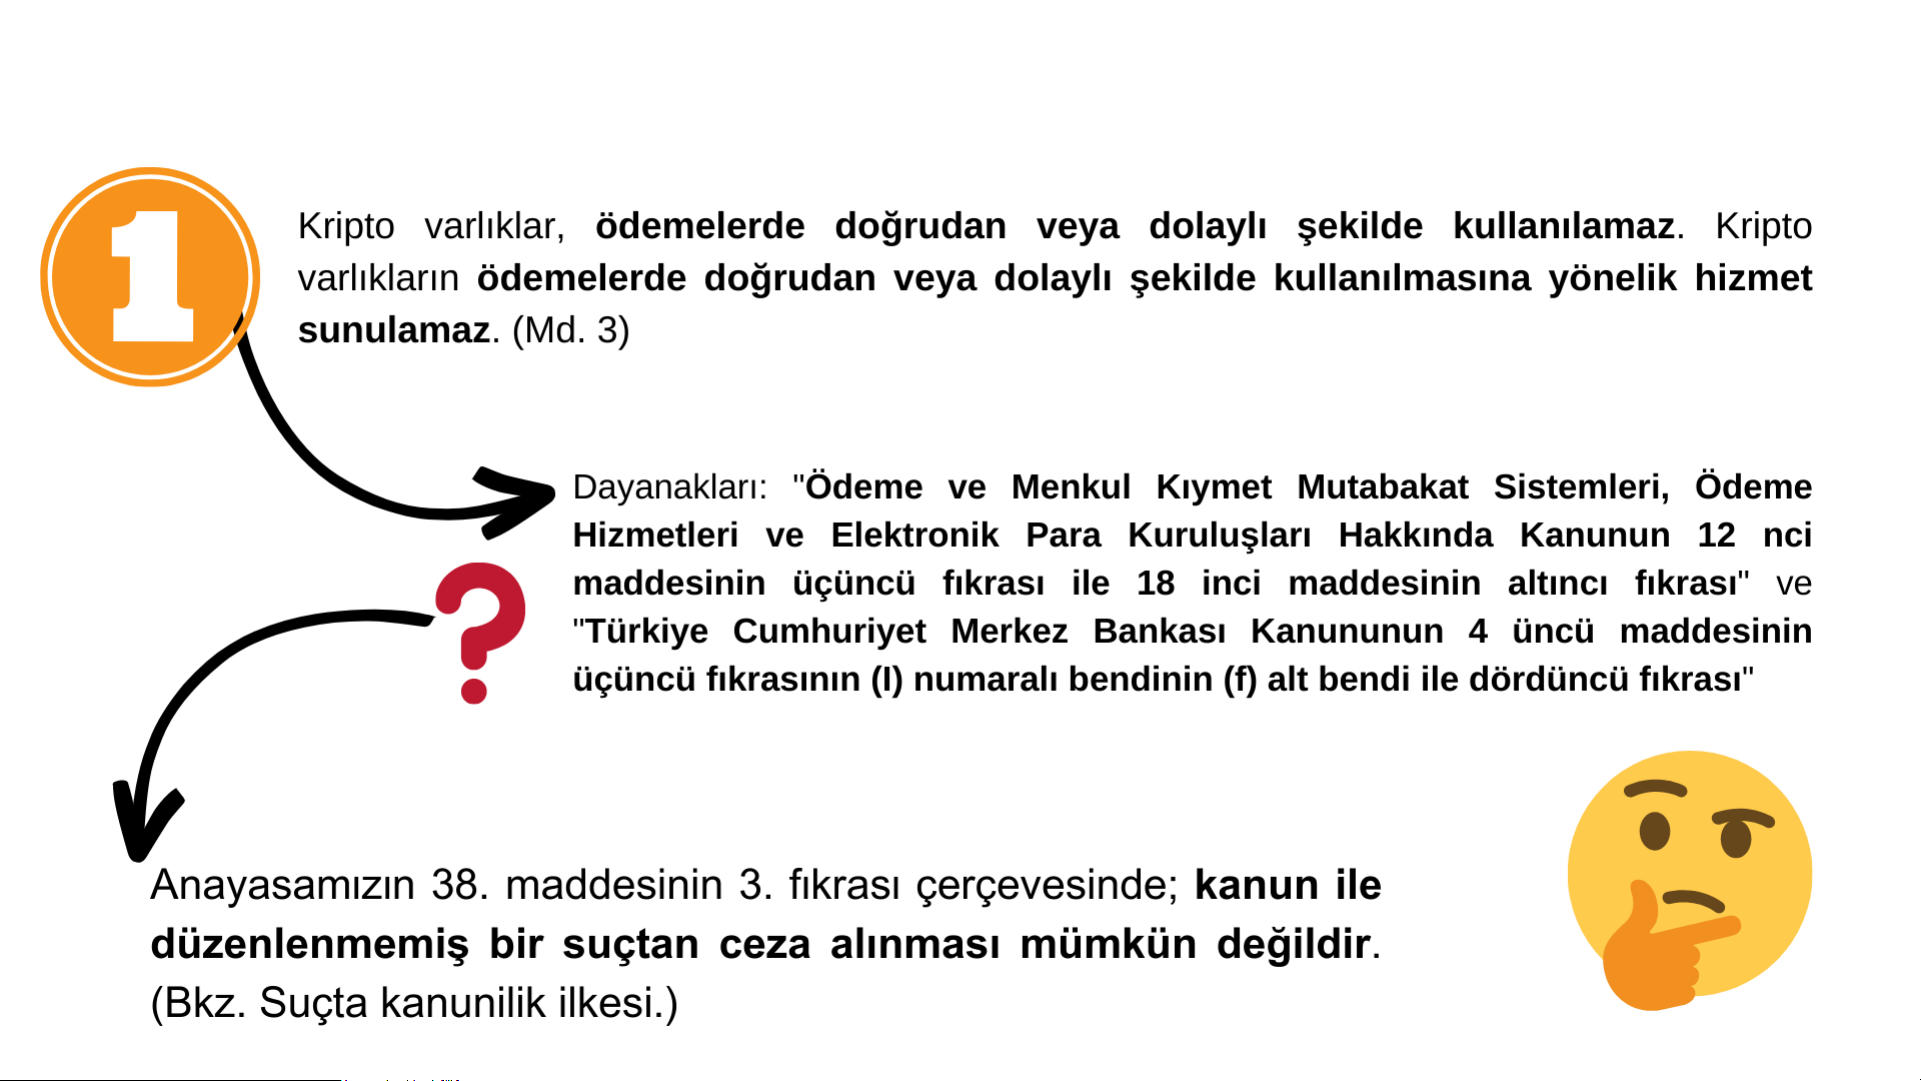 1
Kripto varlıklar, ödemelerde doğrudan veya dolaylı şekilde kullanılamaz. Kripto
varlıkların ödemelerde doğrudan veya dolaylı şekilde kullanılmasına yönelik hizmet
sunulamaz. (Md. 3)
Dayanakları: "Ödeme ve Menkul Kıymet Mutabakat Sistemleri, Ödeme
Hizmetleri ve Elektronik Para Kuruluşları Hakkında Kanunun 12 nci
maddesinin üçüncü fıkrası ile 18 inci maddesinin altıncı fıkrası" ve
"Türkiye Cumhuriyet Merkez Bankası Kanununun 4 üncü maddesinin
üçüncü fıkrasının (I) numaralı bendinin (f) alt bendi ile dördüncü fıkrası"
?
Anayasamızın 38. maddesinin 3. fıkrası çerçevesinde; kanun ile
düzenlenmemiş bir suçtan ceza alınması mümkün değildir.
(Bkz. Suçta kanunilik ilkesi.)